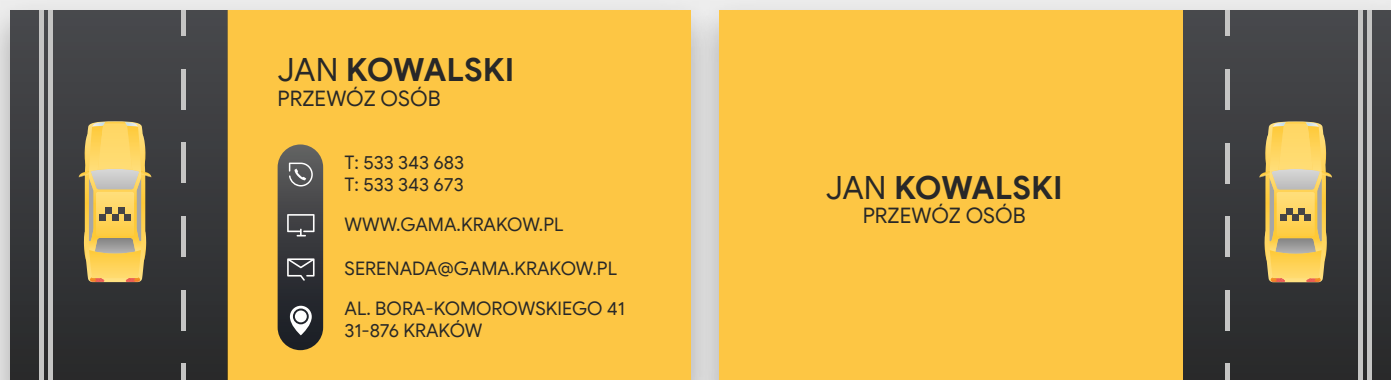 JAN KOWALSKI
PRZEWÓZ OSÓB
T: 533 343 683
T: 533 343 673
WWW.GAMA.KRAKOW.PL
SERENADA@GAMA.KRAKOW.PL
AL. BORA-KOMOROWSKIEGO 41
31-876 KRAKÓW
JAN KOWALSKI
PRZEWÓZ OSÓB